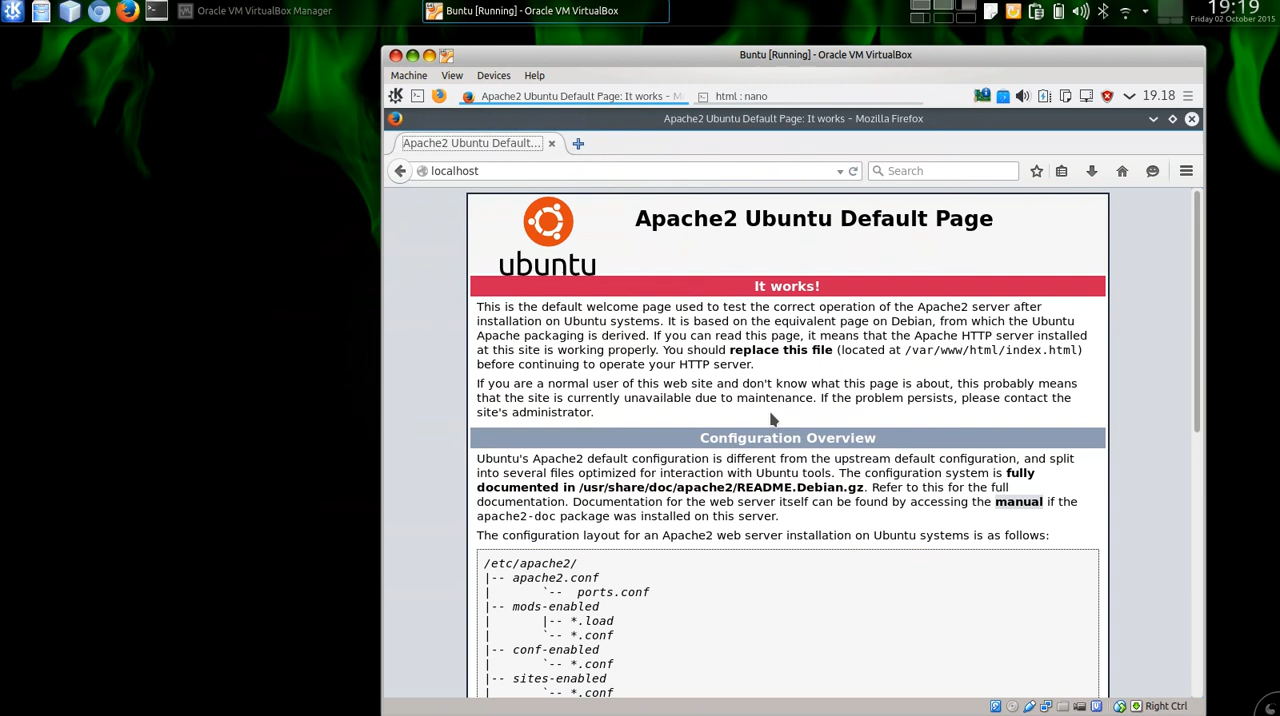 Oracle VM VirtualBox Manager
Buntu [Running] - Oracle VM VirtualBox
19:19
Friday 02 October 2015
Buntu [Running] - Oracle VM VirtualBox
Machine View Devices Help
Apache2 Ubuntu Default Page: It works – M
html : nano
19.18
Apache2 Ubuntu Default Page: It works – Mozilla Firefox
Apache2 Ubuntu Default...
localhost
Search
ubuntu
Apache2 Ubuntu Default Page
It works!
This is the default welcome page used to test the correct operation of the Apache2 server after
installation on Ubuntu systems. It is based on the equivalent page on Debian, from which the Ubuntu
Apache packaging is derived. If you can read this page, it means that the Apache HTTP server installed
at this site is working properly. You should replace this file (located at /var/www/html/index.html)
before continuing to operate your HTTP server.
If you are a normal user of this web site and don't know what this page is about, this probably means
that the site is currently unavailable due to maintenance. If the problem persists, please contact the
site's administrator.
Configuration Overview
Ubuntu's Apache2 default configuration is different from the upstream default configuration, and split
into several files optimized for interaction with Ubuntu tools. The configuration system is fully
documented in /usr/share/doc/apache2/README.Debian.gz. Refer to this for the full
documentation. Documentation for the web server itself can be found by accessing the manual if the
apache2-doc package was installed on this server.
The configuration layout for an Apache2 web server installation on Ubuntu systems is as follows:
/etc/apache2/
|-- apache2.conf
|       `--  ports.conf
|-- mods-enabled
|       |-- *.load
|       `-- *.conf
|-- conf-enabled
|       `-- *.conf
|-- sites-enabled
|       `-- *.conf
Right Ctrl